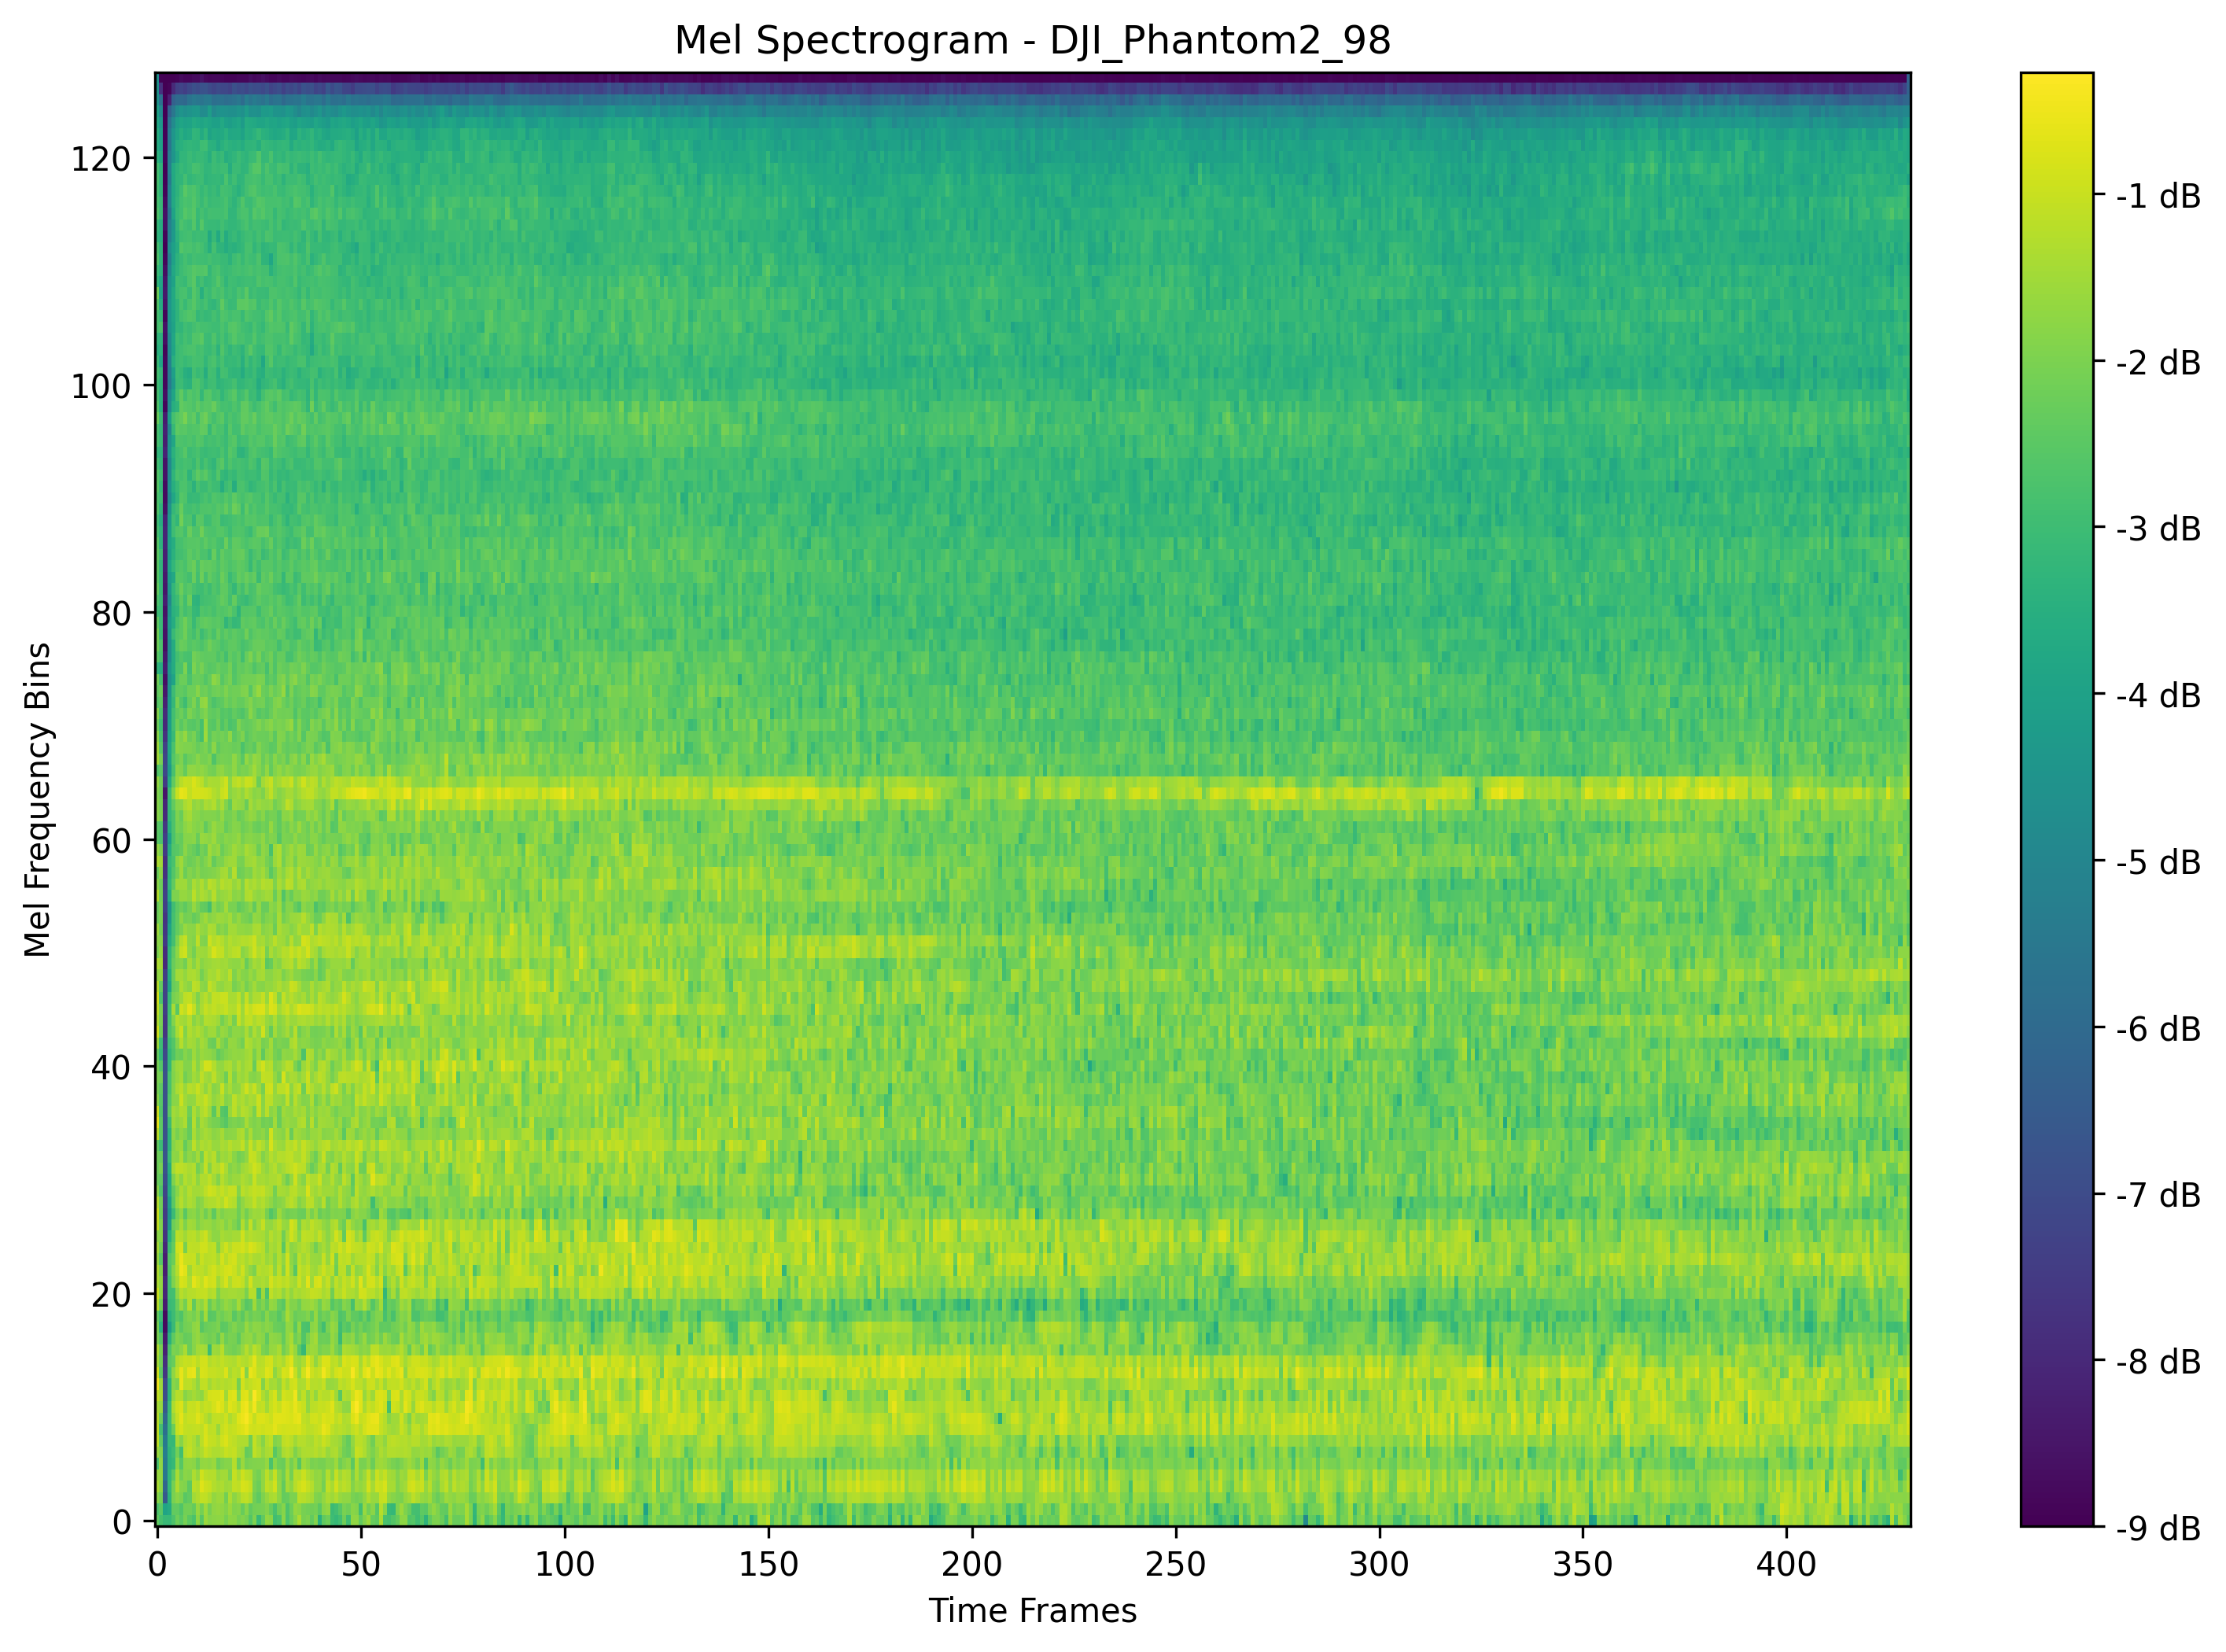 Mel Spectrogram - DJI_Phantom2_98
Mel Frequency Bins
120
100
80
60
40
20
0
0 50 100 150 200 250 300 350 400
Time Frames
-1 dB
-2 dB
-3 dB
-4 dB
-5 dB
-6 dB
-7 dB
-8 dB
-9 dB